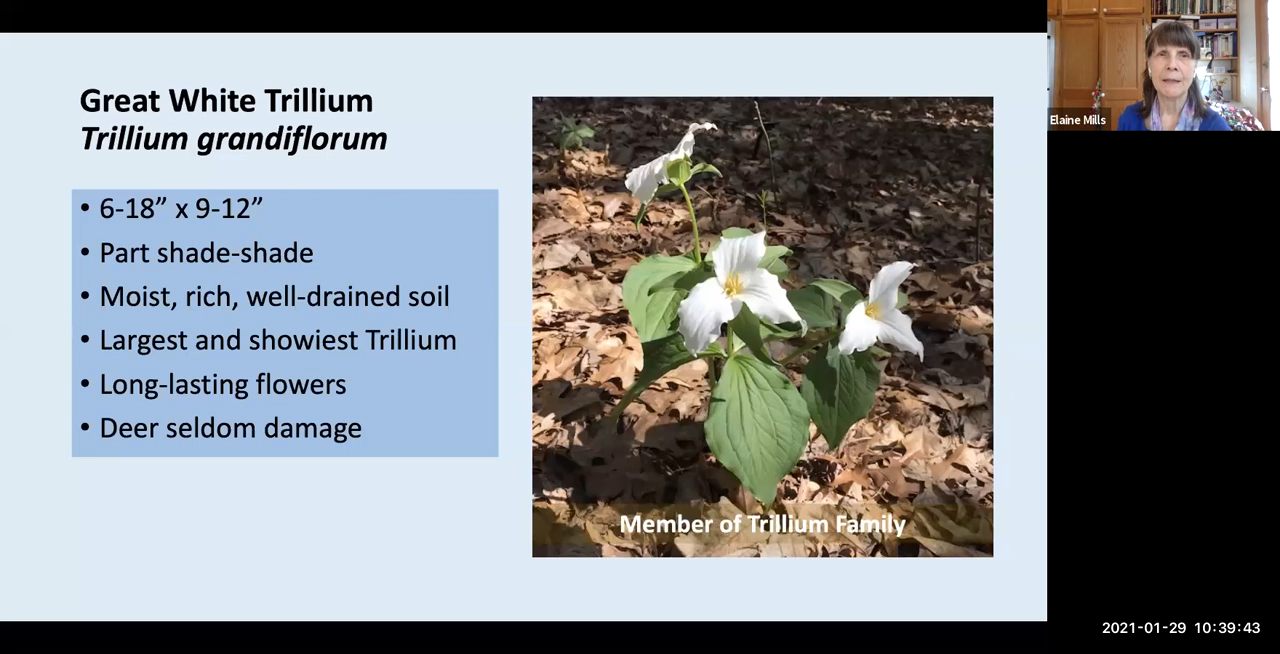 Great White Trillium
Trillium grandiflorum
• 6-18” x 9-12”
• Part shade-shade
• Moist, rich, well-drained soil
• Largest and showiest Trillium
• Long-lasting flowers
• Deer seldom damage
Member of Trillium Family
Elaine Mills
2021-01-29 10:39:43